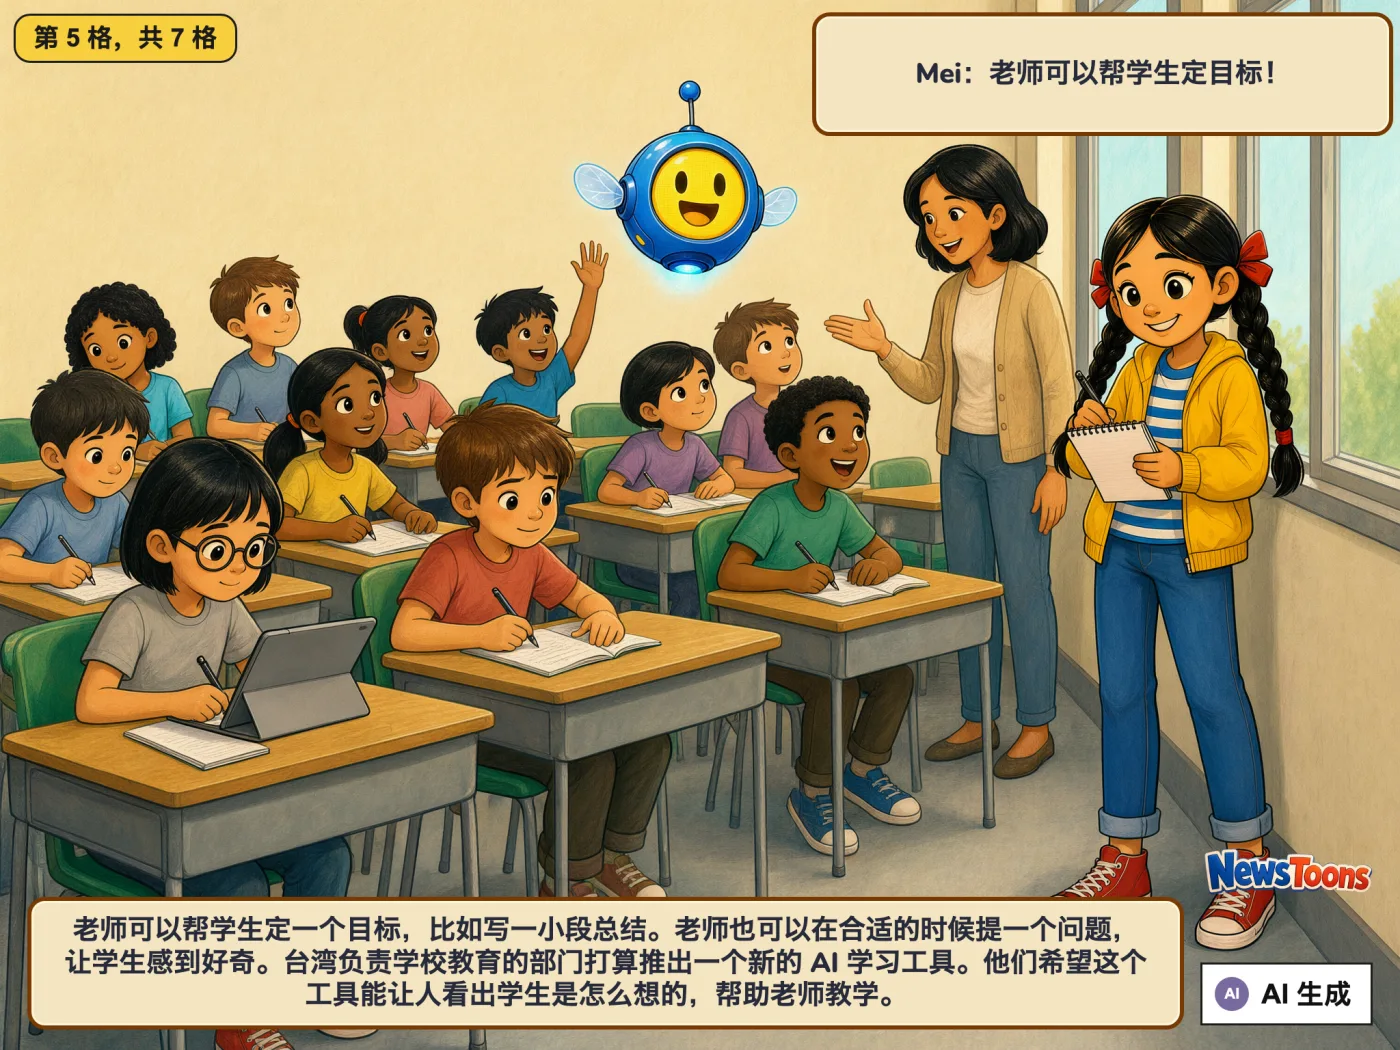 第 5 格，共 7 格
Mei：老师可以帮学生定目标！
老师可以帮学生定一个目标，比如写一小段总结。老师也可以在合适的时候提一个问题，
让学生感到好奇。台湾负责学校教育的部门打算推出一个新的 AI 学习工具。他们希望这个
工具能让人看出学生是怎么想的，帮助老师教学。
NewsToons
AI AI 生成